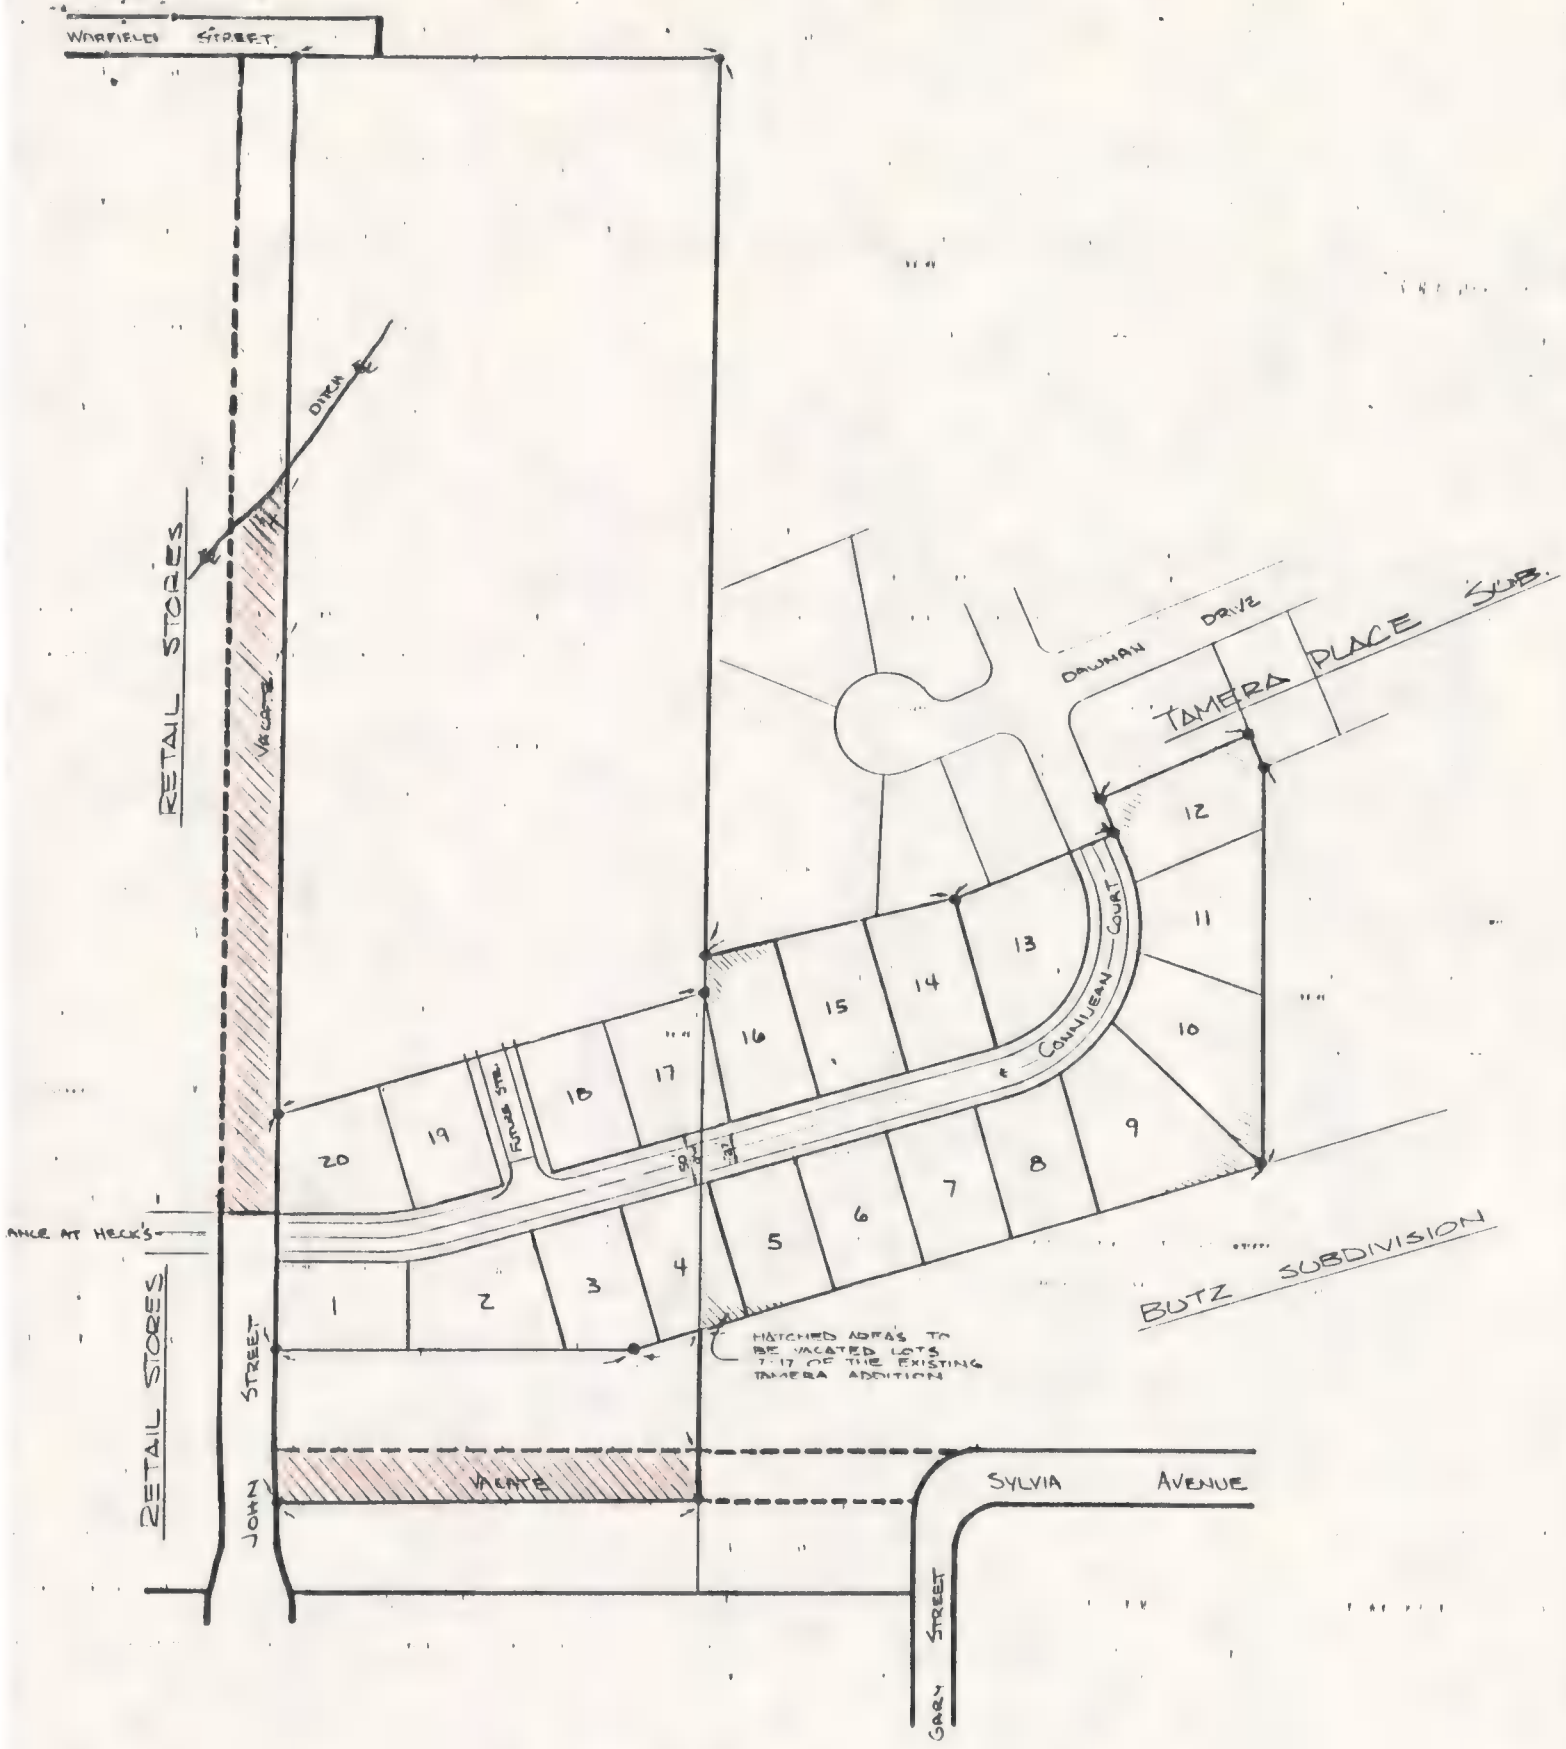 WARFIELD STREET
DITCH
RETAIL STORES
VACATE
DAWNAN DRIVE
TAMERA PLACE SUB.
12
11
13
CONNIJEAN COURT
14
15
16
10
17
18
FUTURE STR.
19
20
9
8
7
6
5
4
3
2
1
50
ANCE AT HECK'S
RETAIL STORES
JOHN STREET
BUTZ SUBDIVISION
HATCHED AREAS TO
BE VACATED LOTS
7-17 OF THE EXISTING
TAMERA ADDITION
VACATE
SYLVIA AVENUE
GARY STREET